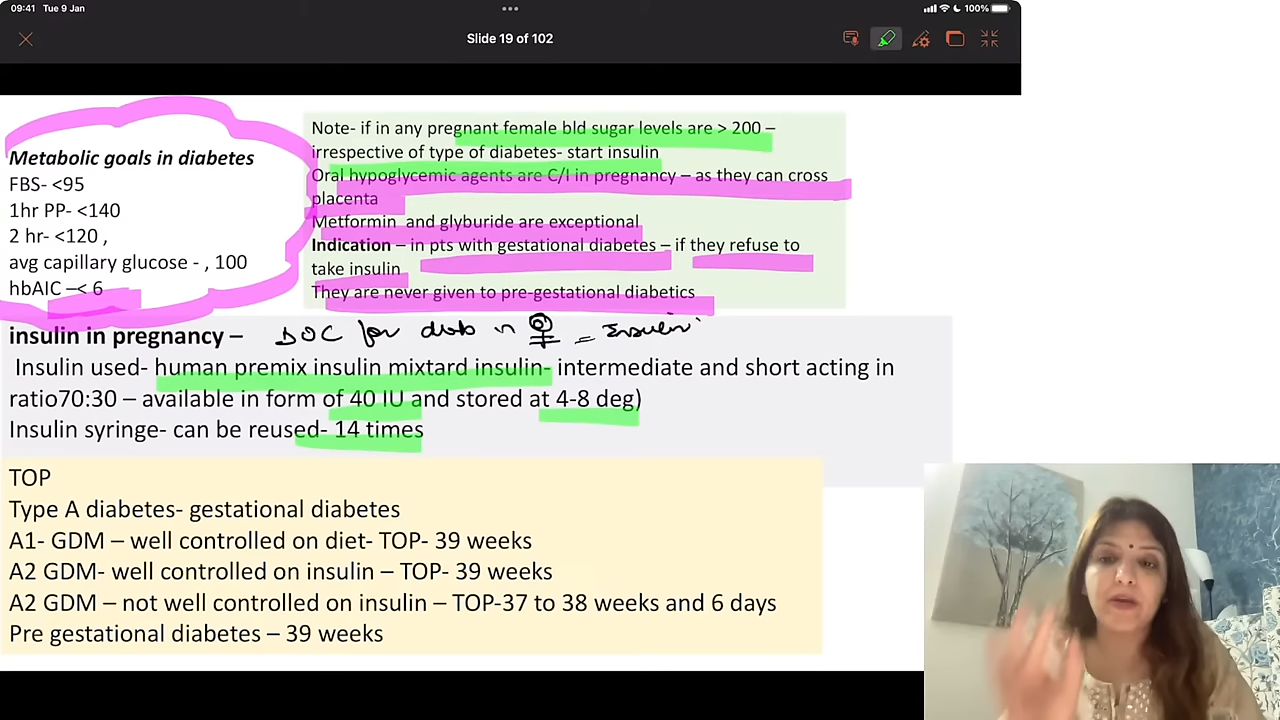 09:41 Tue 9 Jan
100%
Slide 19 of 102
Metabolic goals in diabetes
FBS- <95
1hr PP- <140
2 hr- <120 ,
avg capillary glucose - , 100
hbAIC –< 6
Note- if in any pregnant female bld sugar levels are > 200 –
irrespective of type of diabetes- start insulin
Oral hypoglycemic agents are C/I in pregnancy – as they can cross
placenta
Metformin and glyburide are exceptional
Indication – in pts with gestational diabetes – if they refuse to
take insulin
They are never given to pre-gestational diabetics
insulin in pregnancy – DOC for diab in = Insulin
Insulin used- human premix insulin mixtard insulin- intermediate and short acting in
ratio70:30 – available in form of 40 IU and stored at 4-8 deg)
Insulin syringe- can be reused- 14 times
TOP
Type A diabetes- gestational diabetes
A1- GDM – well controlled on diet- TOP- 39 weeks
A2 GDM- well controlled on insulin – TOP- 39 weeks
A2 GDM – not well controlled on insulin – TOP-37 to 38 weeks and 6 days
Pre gestational diabetes – 39 weeks